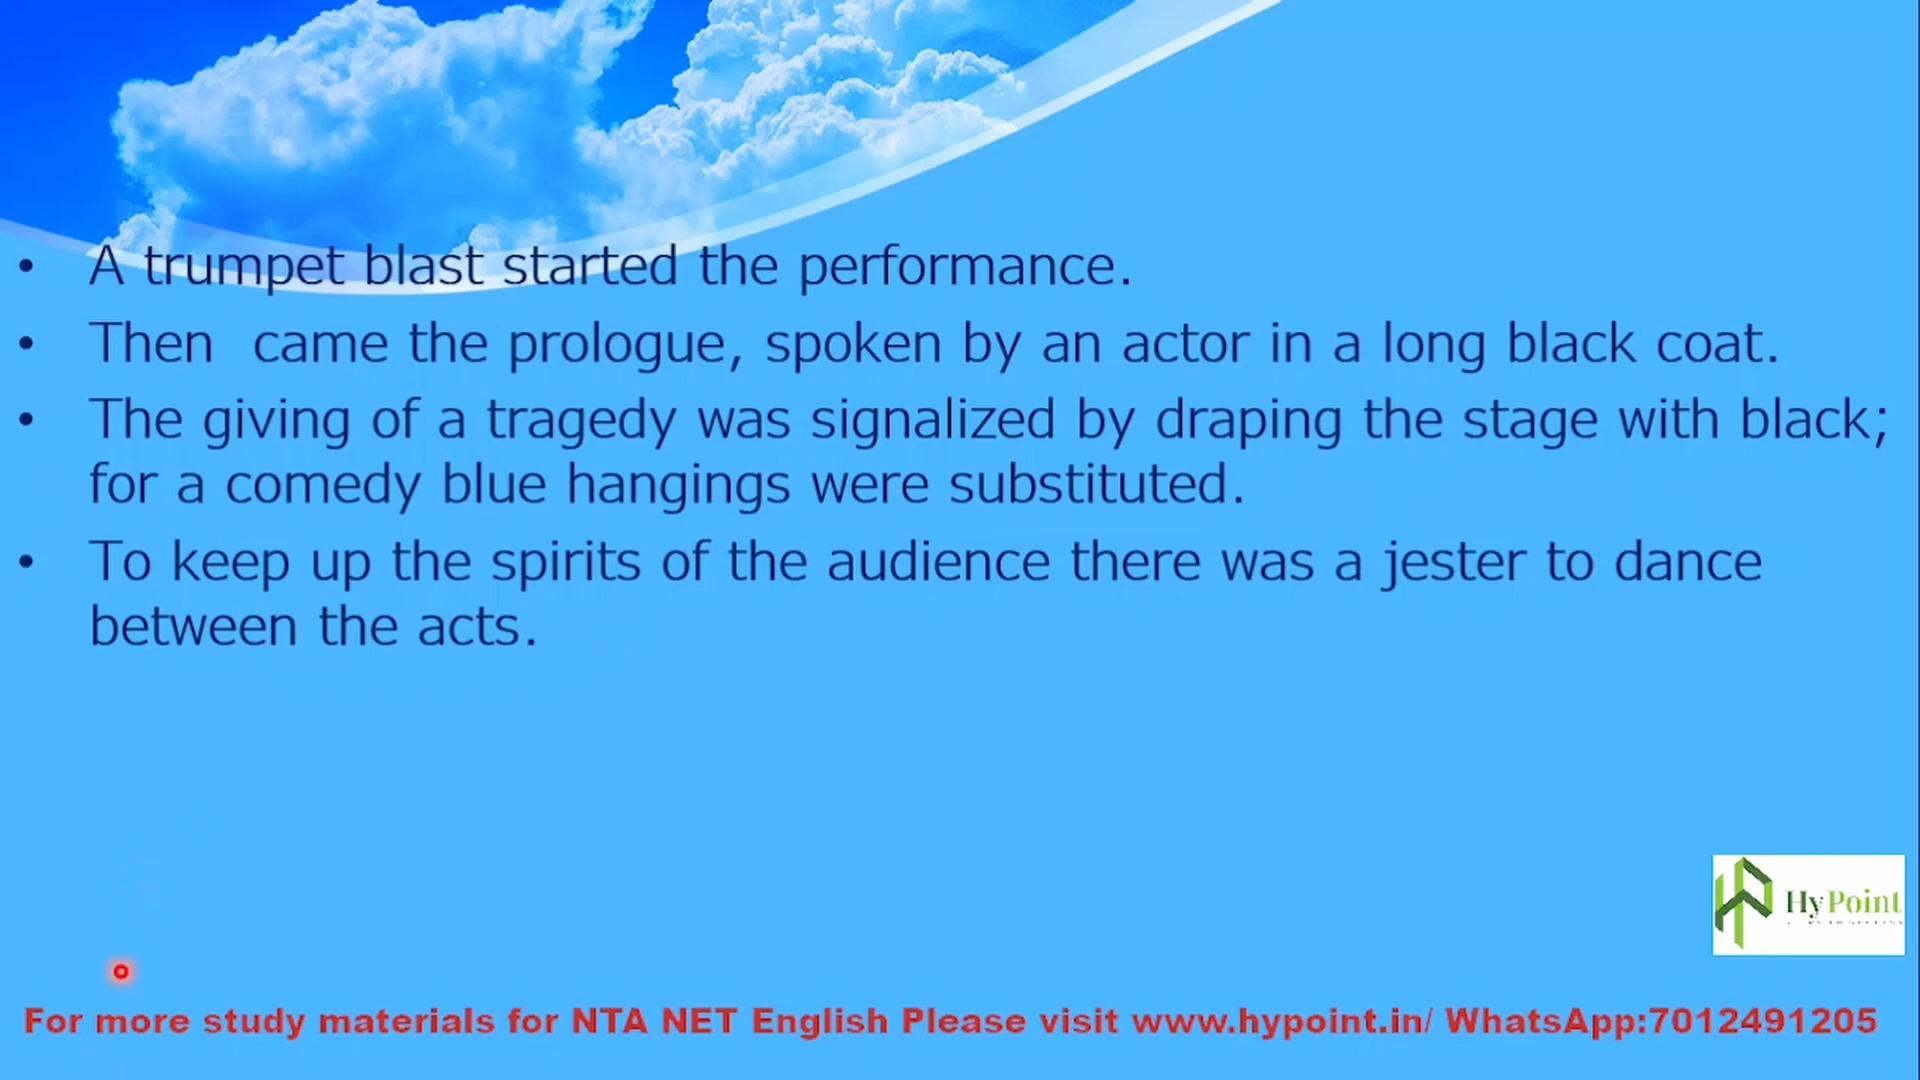 • A trumpet blast started the performance.
• Then came the prologue, spoken by an actor in a long black coat.
• The giving of a tragedy was signalized by draping the stage with black;
for a comedy blue hangings were substituted.
• To keep up the spirits of the audience there was a jester to dance
between the acts.
Hy Point
For more study materials for NTA NET English Please visit www.hypoint.in/ WhatsApp:7012491205